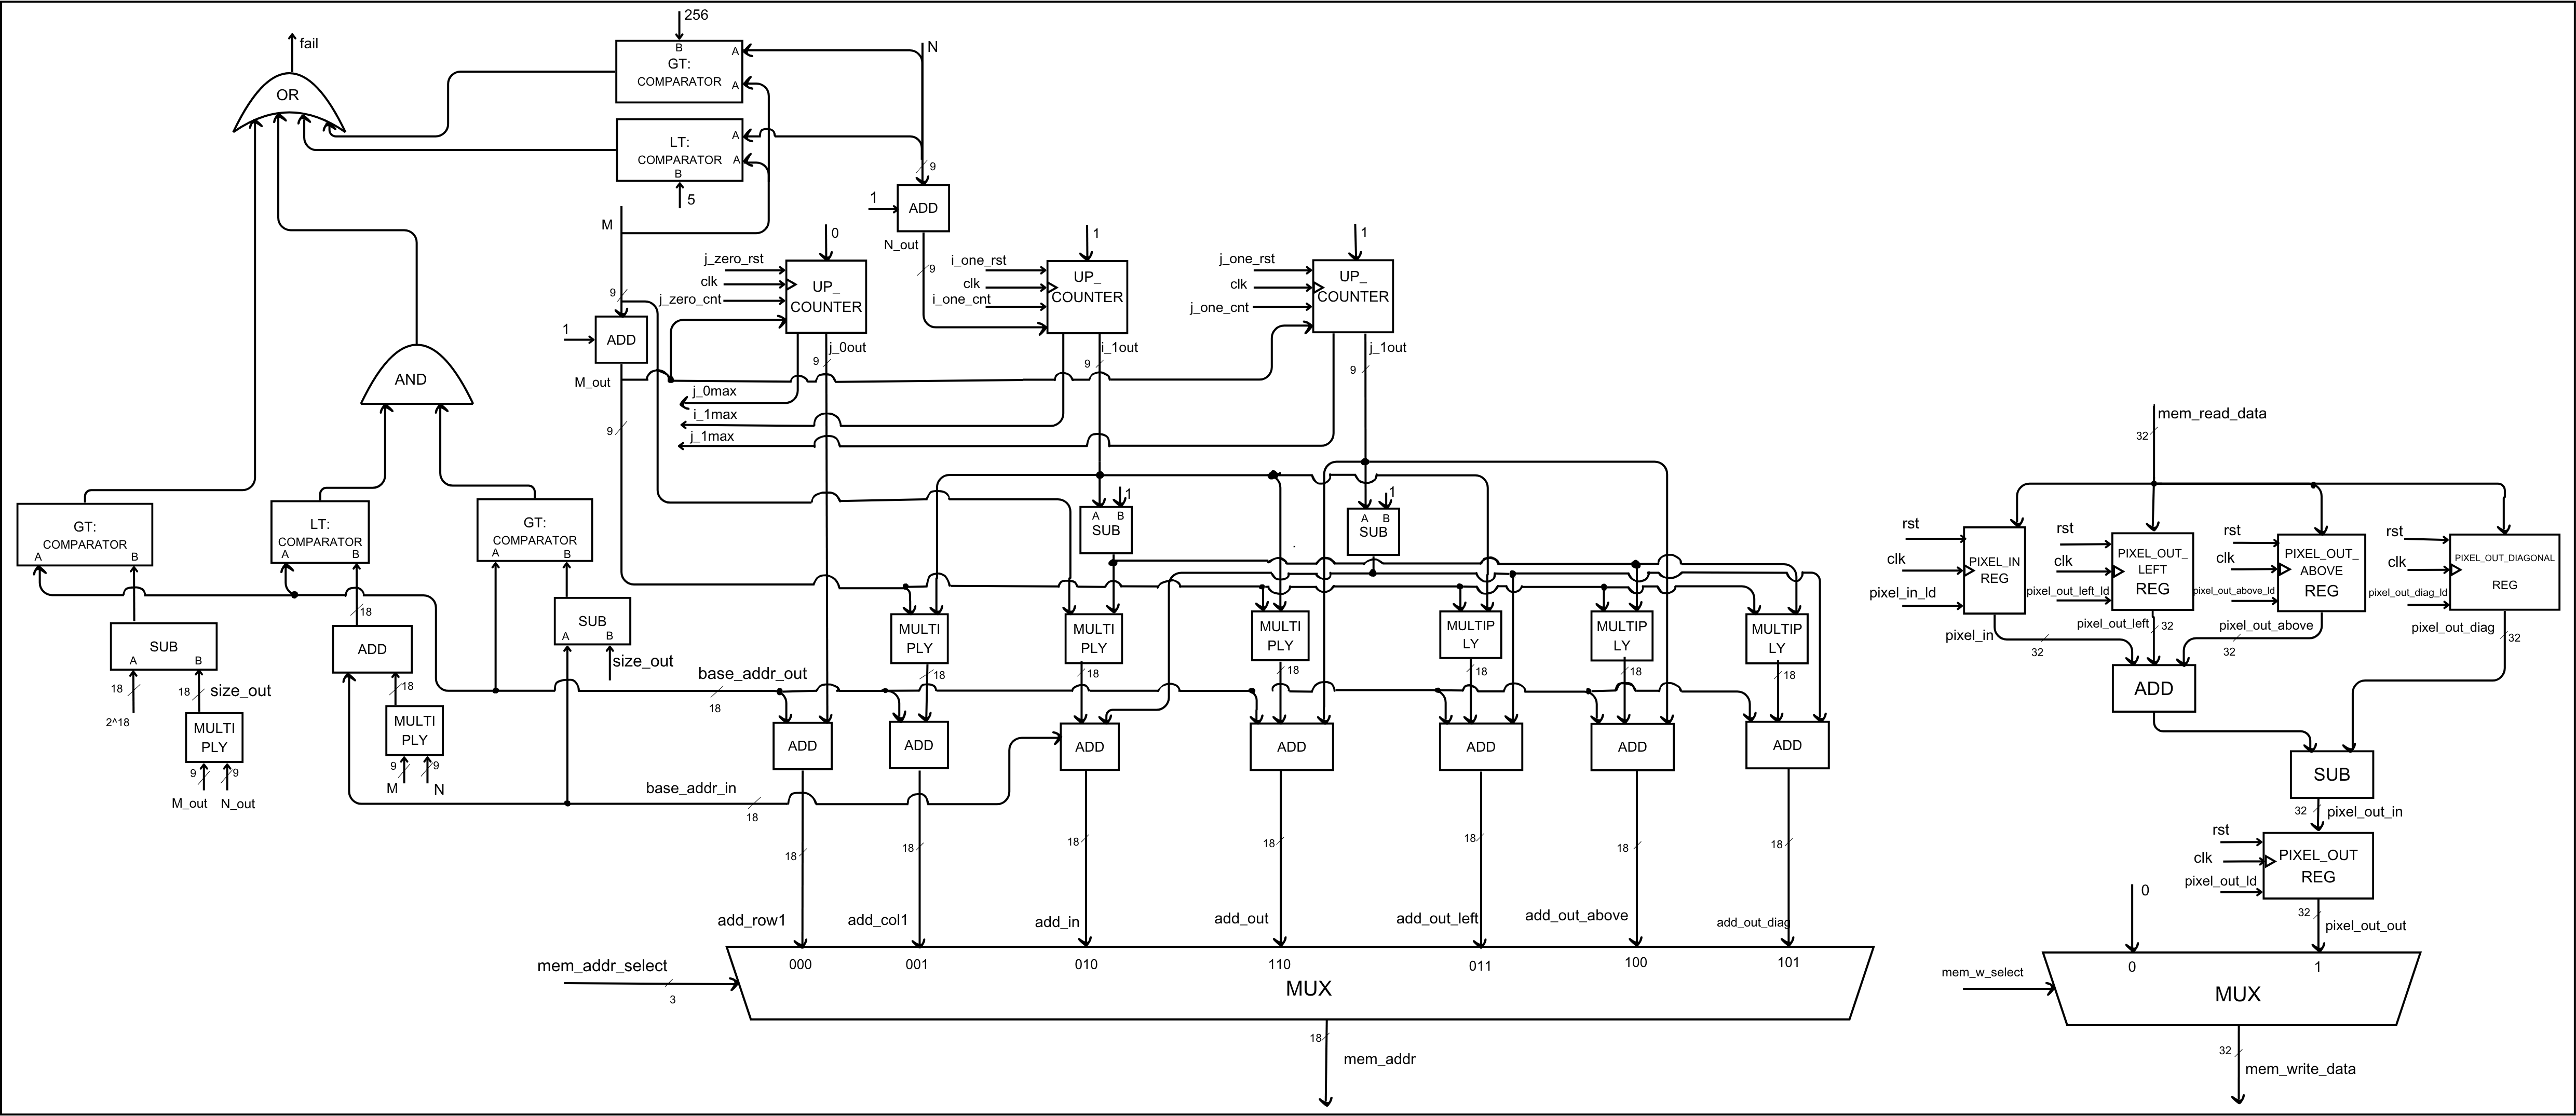 256
fail
B
A
GT:
COMPARATOR
A
N
OR
A
LT:
COMPARATOR
A
B
5
9
1
ADD
N_out
9
M
9
1
ADD
M_out
9
0
j_zero_rst
clk
j_zero_cnt
UP_
COUNTER
j_0out
9
1
i_one_rst
clk
i_one_cnt
UP_
COUNTER
i_1out
9
1
j_one_rst
clk
j_one_cnt
UP_
COUNTER
j_1out
9
j_0max
i_1max
j_1max
AND
GT:
COMPARATOR
A B
LT:
COMPARATOR
A B
GT:
COMPARATOR
A B
1
A B
SUB
1
A B
SUB
SUB
A B
18
2^18
18
size_out
MULTI
PLY
9 9
M_out N_out
18
ADD
18
MULTI
PLY
9 9
M N
SUB
A B
size_out
base_addr_out
18
base_addr_in
18
MULTI
PLY
18
MULTI
PLY
18
MULTI
PLY
18
MULTIP
LY
18
MULTIP
LY
18
MULTIP
LY
18
ADD
ADD
ADD
ADD
ADD
ADD
ADD
18
18
18
18
18
18
18
add_row1
add_col1
add_in
add_out
add_out_left
add_out_above
add_out_diag
mem_addr_select
3
000 001 010 110 011 100 101
MUX
18
mem_addr
mem_read_data
32
rst
clk
pixel_in_ld
PIXEL_IN
REG
pixel_in
32
rst
clk
pixel_out_left_ld
PIXEL_OUT_
LEFT
REG
pixel_out_left
32
rst
clk
pixel_out_above_ld
PIXEL_OUT_
ABOVE
REG
pixel_out_above
32
rst
clk
pixel_out_diag_ld
PIXEL_OUT_DIAGONAL
REG
pixel_out_diag
32
ADD
SUB
32
pixel_out_in
rst
clk
pixel_out_ld
PIXEL_OUT
REG
32
pixel_out_out
0
mem_w_select
0 1
MUX
32
mem_write_data